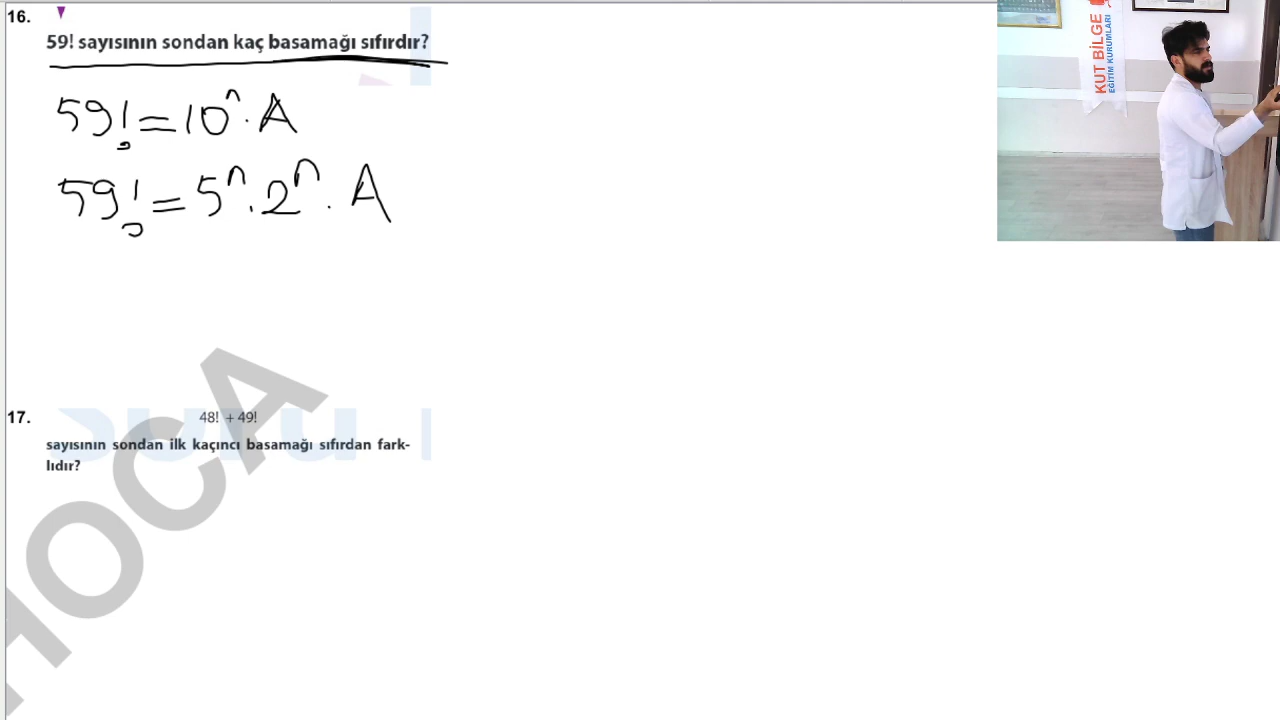 16.
59! sayısının sondan kaç basamağı sıfırdır?
59! = 10ⁿ . A
59! = 5ⁿ . 2ⁿ . A
17.
48! + 49!
sayısının sondan ilk kaçıncı basamağı sıfırdan fark-
lıdır?
HOCA
KUT BİLGE
EĞİTİM KURUMLARI